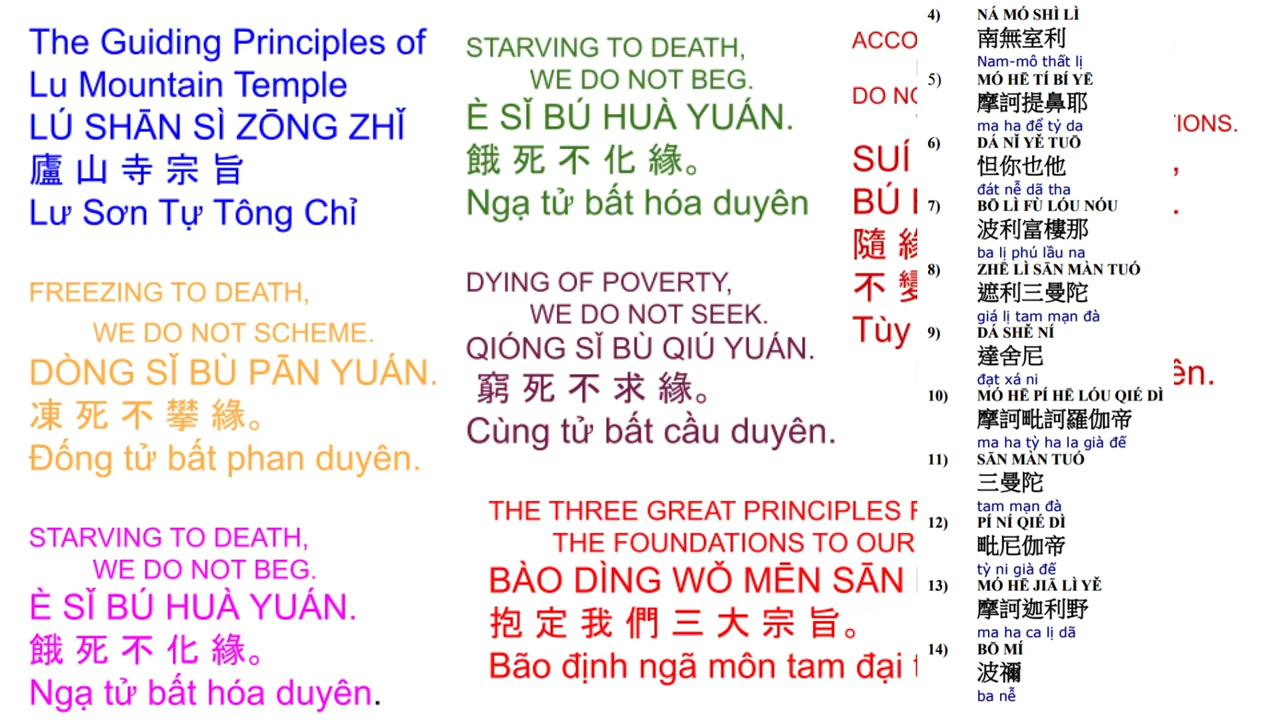 The Guiding Principles of
Lu Mountain Temple
LÚ SHĀN SÌ ZŌNG ZHǏ
廬 山 寺 宗 旨
Lư Sơn Tự Tông Chỉ
FREEZING TO DEATH,
WE DO NOT SCHEME.
DÒNG SǏ BÙ PĀN YUÁN.
凍 死 不 攀 緣。
Đống tử bất phan duyên.
STARVING TO DEATH,
WE DO NOT BEG.
È SǏ BÚ HUÀ YUÁN.
餓 死 不 化 緣。
Ngạ tử bất hóa duyên.
STARVING TO DEATH,
WE DO NOT BEG.
È SǏ BÚ HUÀ YUÁN.
餓 死 不 化 緣。
Ngạ tử bất hóa duyên
DYING OF POVERTY,
WE DO NOT SEEK.
QIÓNG SǏ BÙ QIÚ YUÁN.
窮 死 不 求 緣。
Cùng tử bất cầu duyên.
THE THREE GREAT PRINCIPLES
THE FOUNDATIONS TO OUR
BÀO DÌNG WǑ MĒN SĀN
抱 定 我 們 三 大 宗 旨。
Bão định ngã môn tam đại
ACCO
DO NO
TIONS.
SUÍ
BÚ
隨 緣
不 變
Tùy
ên.
4) NÁ MÓ SHÌ LÌ
南無室利
Nam-mô thất lị
5) MÓ HĒ TÍ BÍ YĒ
摩訶提鼻耶
ma ha để tỷ da
6) DÁ NǏ YĚ TUŌ
怛你也他
đát nễ dã tha
7) BŌ LÌ FÙ LÓU NÓU
波利富樓那
ba lị phú lầu na
8) ZHĒ LÌ SĀN MÀN TUÓ
遮利三曼陀
giá lị tam mạn đà
9) DÁ SHĚ NÍ
達舍尼
đạt xá ni
10) MÓ HĒ PÍ HĒ LÓU QIÉ DÌ
摩訶毗訶羅伽帝
ma ha tỳ ha la già đế
11) SĀN MÀN TUÓ
三曼陀
tam mạn đà
12) PÍ NÍ QIÉ DÌ
毗尼伽帝
tỳ ni già đế
13) MÓ HĒ JIĀ LÌ YĚ
摩訶迦利野
ma ha ca lị dã
14) BŌ MÍ
波禰
ba nễ